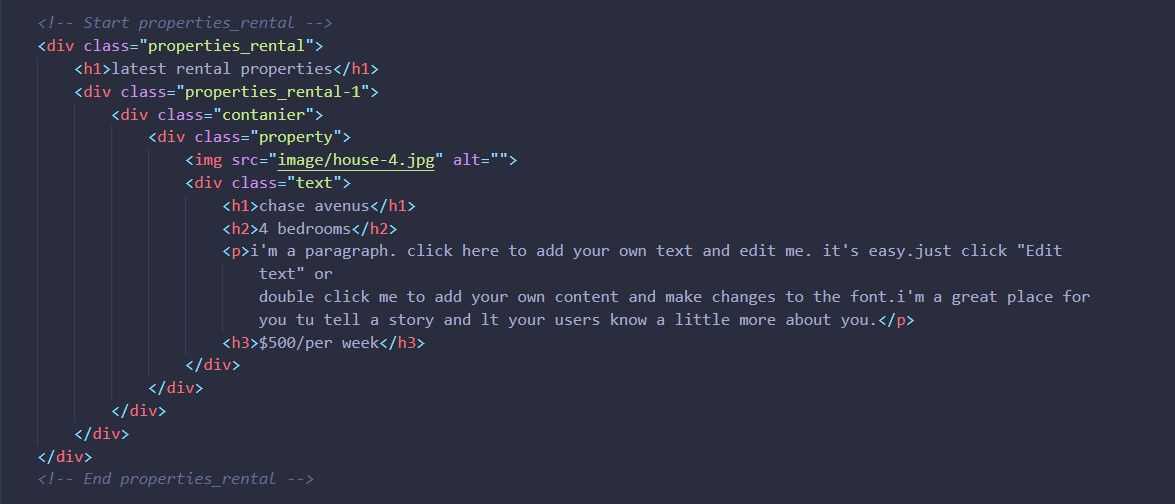 <!-- Start properties_rental -->
<div class="properties_rental">
<h1>latest rental properties</h1>
<div class="properties_rental-1">
<div class="contanier">
<div class="property">
<img src="image/house-4.jpg" alt="">
<div class="text">
<h1>chase avenus</h1>
<h2>4 bedrooms</h2>
<p>i'm a paragraph. click here to add your own text and edit me. it's easy.just click "Edit
text" or
double click me to add your own content and make changes to the font.i'm a great place for
you tu tell a story and lt your users know a little more about you.</p>
<h3>$500/per week</h3>
</div>
</div>
</div>
</div>
</div>
<!-- End properties_rental -->